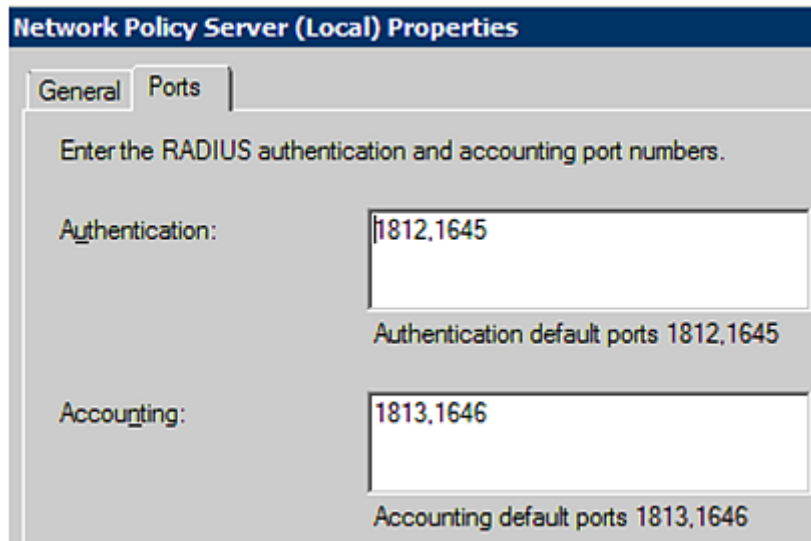 Network Policy Server (Local) Properties
General Ports
Enter the RADIUS authentication and accounting port numbers.
Authentication: 1812,1645
Authentication default ports 1812,1645
Accounting: 1813,1646
Accounting default ports 1813,1646